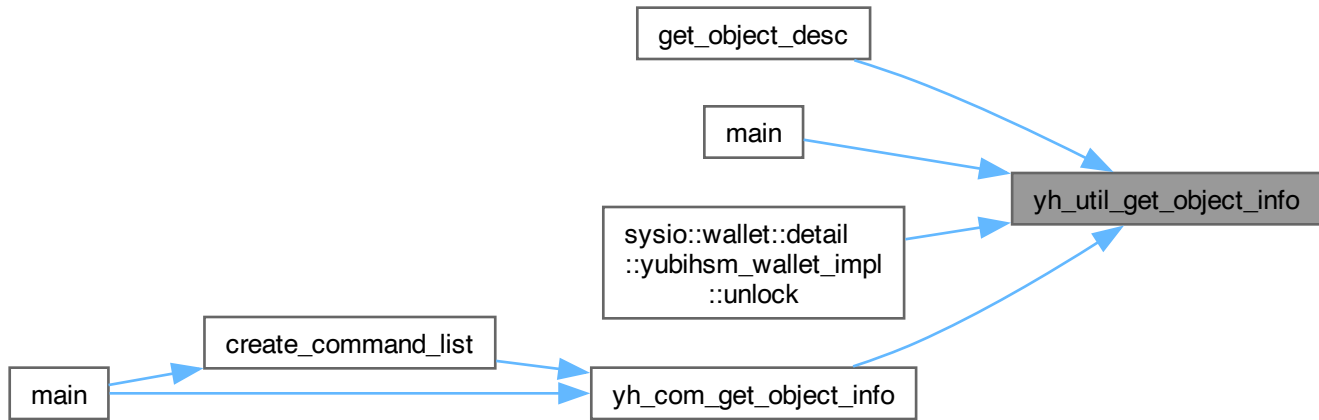 get_object_desc
main
yh_util_get_object_info
sysio::wallet::detail
::yubihsm_wallet_impl
::unlock
create_command_list
main
yh_com_get_object_info